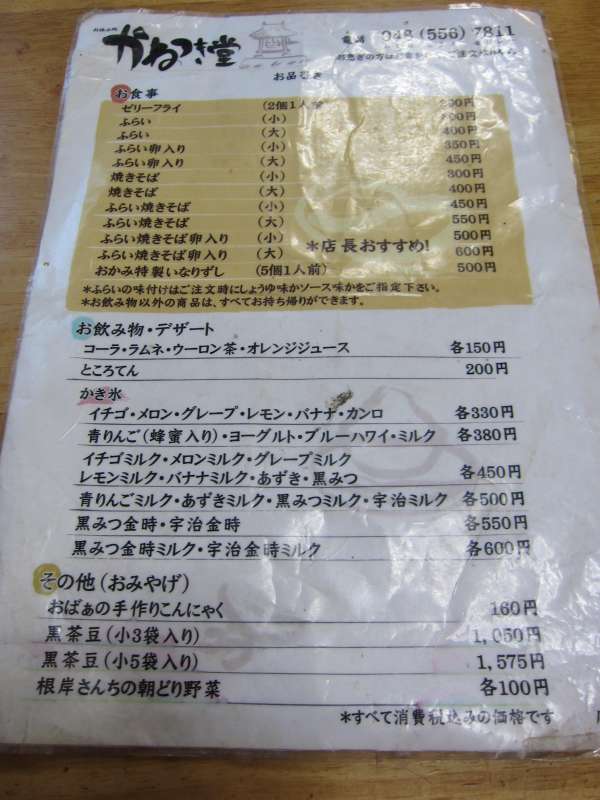 かねつき堂
電話 048(556)7811
お品書き
お食事
ゼリーフライ (2個1人前
ふらい (小)
ふらい (大) 400円
ふらい卵入り (小) 350円
ふらい卵入り (大) 450円
焼きそば (小) 300円
焼きそば (大) 400円
ふらい焼きそば (小) 450円
ふらい焼きそば (大) 550円
ふらい焼きそば卵入り (小) 500円
ふらい焼きそば卵入り (大) *店長おすすめ! 600円
おかみ特製いなりずし (5個1人前) 500円
*ふらいの味付けはご注文時にしょうゆ味かソース味かをご指定下さい。
*お飲み物以外の商品は、すべてお持ち帰りができます。
お飲み物・デザート
コーラ・ラムネ・ウーロン茶・オレンジジュース 各150円
ところてん 200円
かき氷
イチゴ・メロン・グレープ・レモン・バナナ・カンロ 各330円
青りんご(蜂蜜入り)・ヨーグルト・ブルーハワイ・ミルク 各380円
イチゴミルク・メロンミルク・グレープミルク
レモンミルク・バナナミルク・あずき・黒みつ 各450円
青りんごミルク・あずきミルク・黒みつミルク・宇治ミルク 各500円
黒みつ金時・宇治金時 各550円
黒みつ金時ミルク・宇治金時ミルク 各600円
その他(おみやげ)
おばぁの手作りこんにゃく 160円
黒茶豆(小3袋入り) 1,050円
黒茶豆(小5袋入り) 1,575円
根岸さんちの朝どり野菜 各100円
*すべて消費税込みの価格です